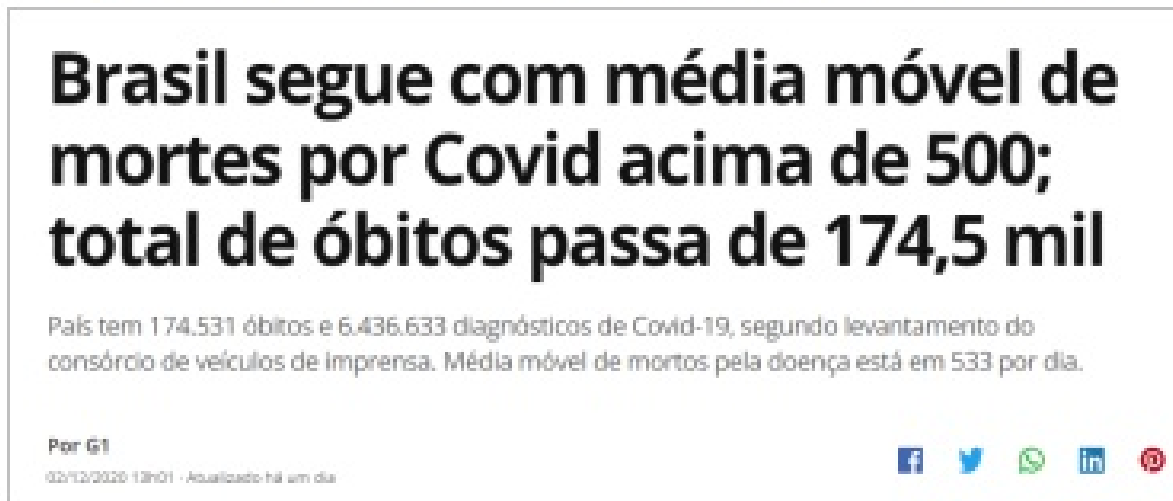 Brasil segue com média móvel de
mortes por Covid acima de 500;
total de óbitos passa de 174,5 mil
País tem 174.531 óbitos e 6.436.633 diagnósticos de Covid-19, segundo levantamento do
consórcio de veículos de imprensa. Média móvel de mortos pela doença está em 533 por dia.
Por G1
02/12/2020 13h01 · Atualizado há um dia